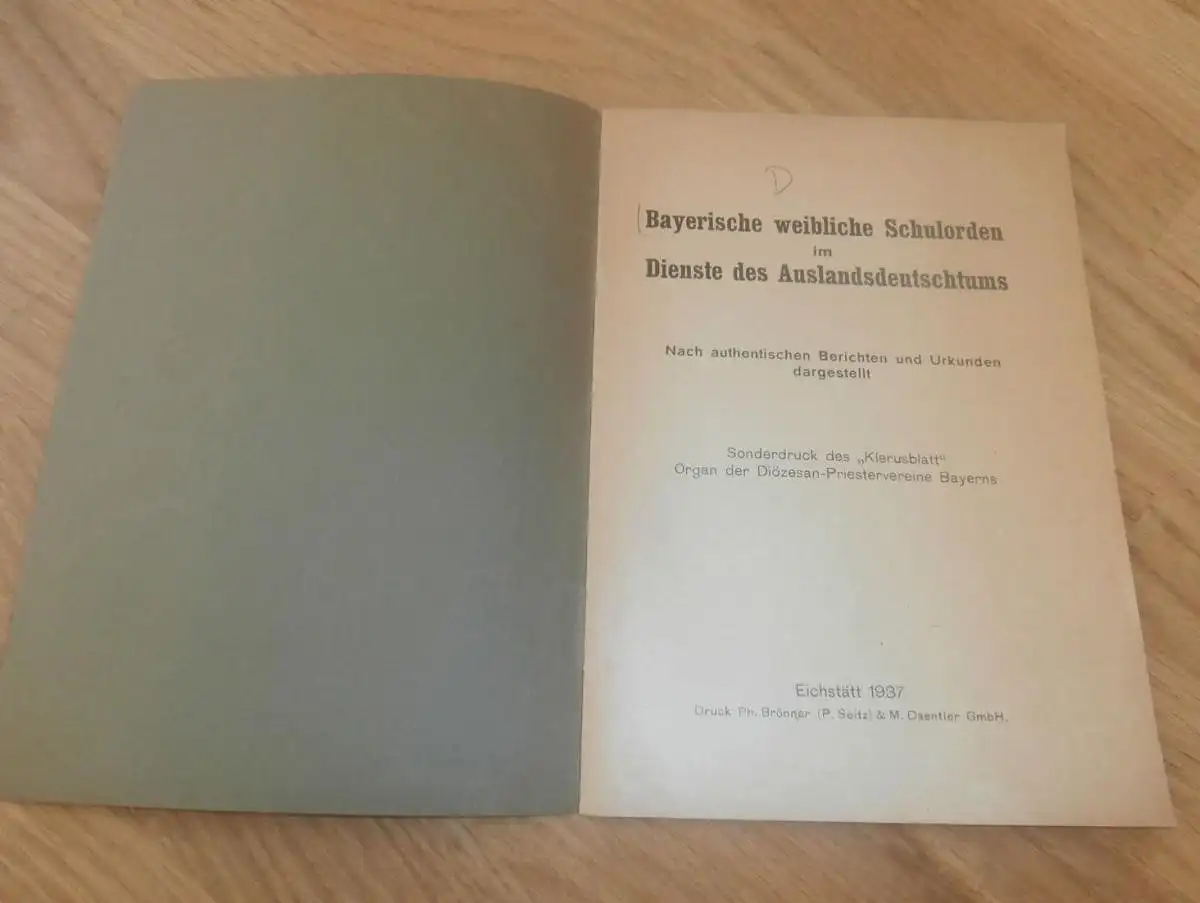 D
Bayerische weibliche Schulorden
im
Dienste des Auslandsdeutschtums
Nach authentischen Berichten und Urkunden
dargestellt
Sonderdruck des „Klerusblatt“
Organ der Diözesan-Priestervereine Bayerns
Eichstätt 1937
Druck Ph. Brönner (P. Seitz) & M. Daentler GmbH.